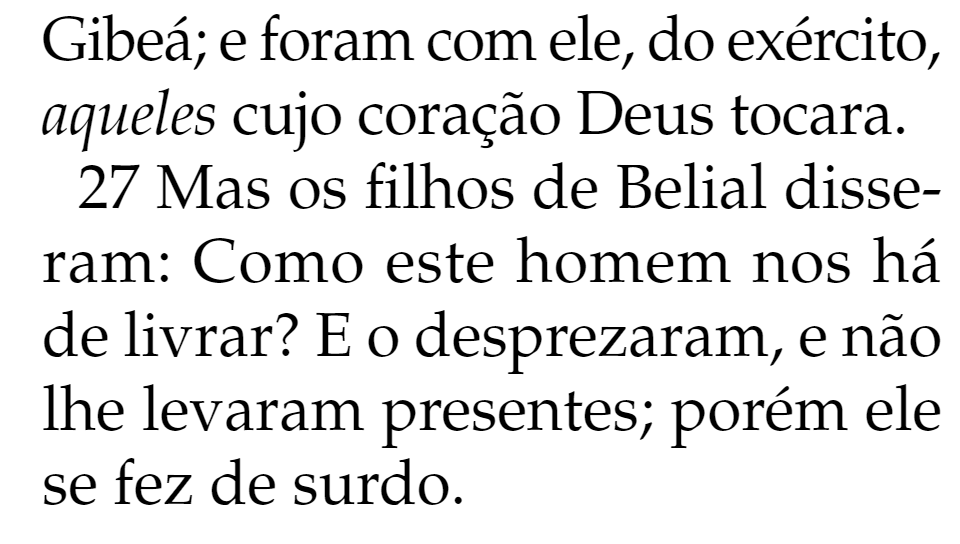 Gibeá; e foram com ele, do exército,
aqueles cujo coração Deus tocara.
27 Mas os filhos de Belial disse-
ram: Como este homem nos há
de livrar? E o desprezaram, e não
lhe levaram presentes; porém ele
se fez de surdo.